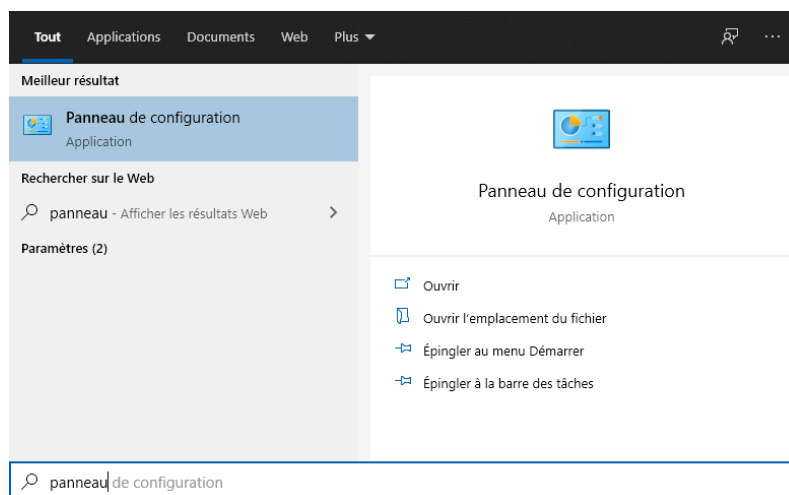 Tout Applications Documents Web Plus
Meilleur résultat
Panneau de configuration
Application
Rechercher sur le Web
panneau - Afficher les résultats Web
Paramètres (2)
Panneau de configuration
Application
Ouvrir
Ouvrir l'emplacement du fichier
Épingler au menu Démarrer
Épingler à la barre des tâches
panneau de configuration